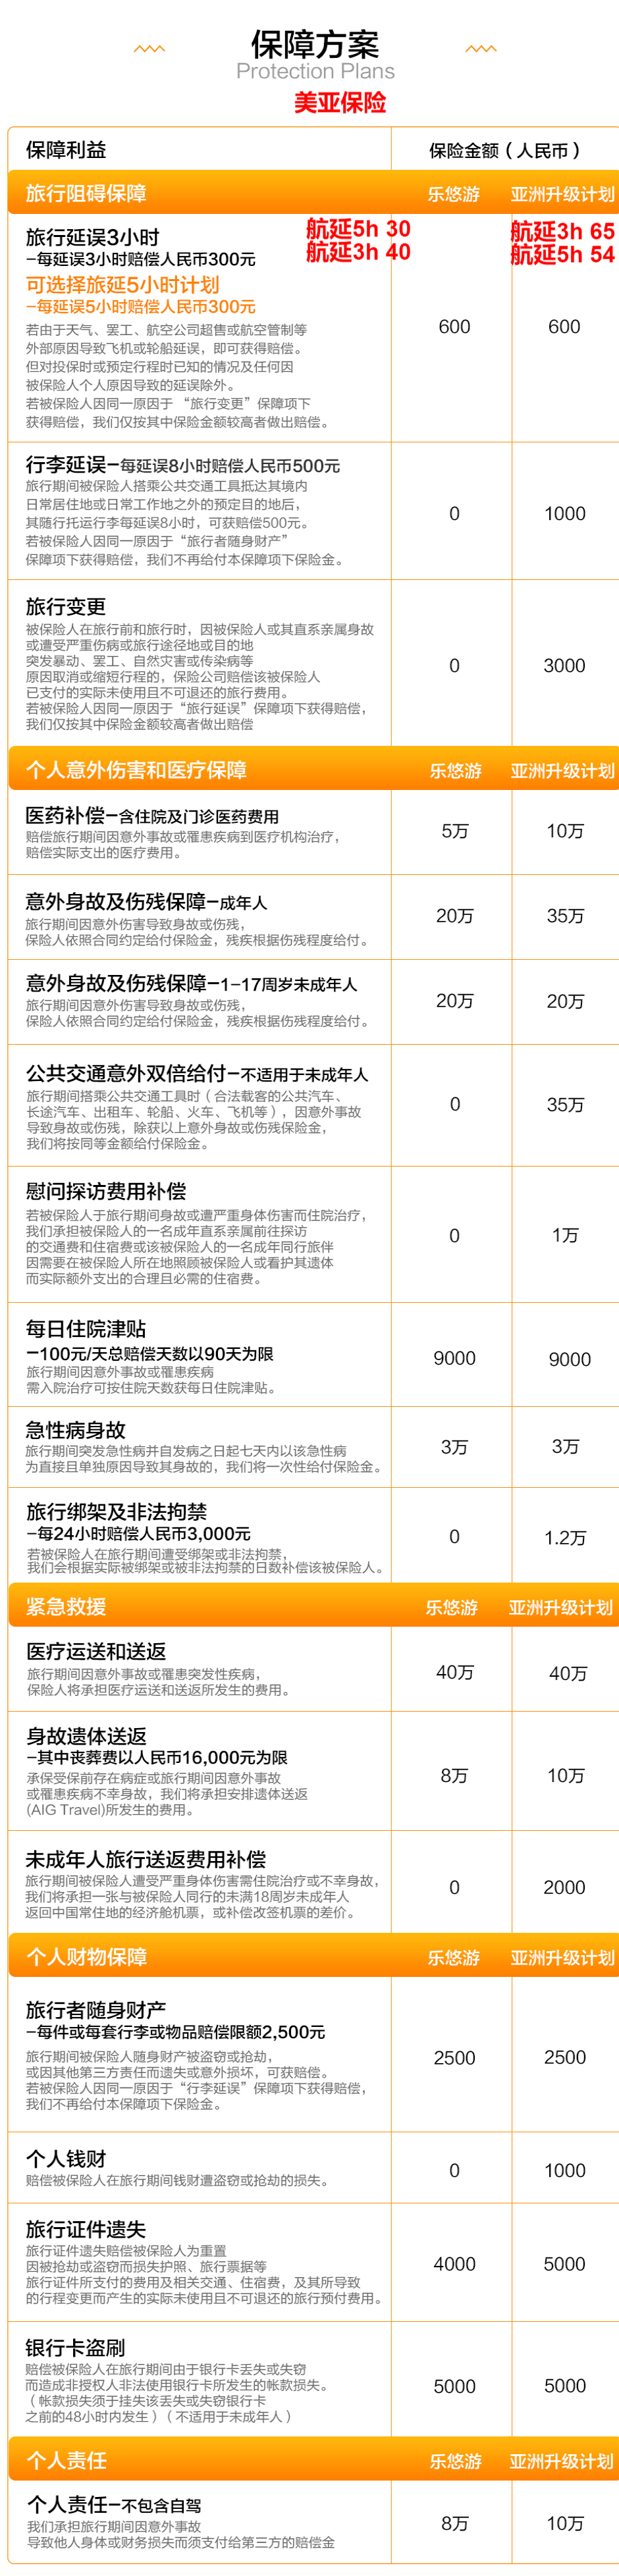 保障方案
Protection Plans
美亚保险
保障利益 保险金额（人民币）
旅行阻碍保障 乐悠游 亚洲升级计划
旅行延误3小时
航延5h 30
航延3h 40
航延3h 65
航延5h 54
-每延误3小时赔偿人民币300元
可选择旅延5小时计划
-每延误5小时赔偿人民币300元
600 600
若由于天气、罢工、航空公司超售或航空管制等
外部原因导致飞机或轮船延误，即可获得赔偿。
但对投保时或预定行程时已知的情况及任何因
被保险人个人原因导致的延误除外。
若被保险人因同一原因于 “旅行变更”保障项下
获得赔偿，我们仅按其中保险金额较高者做出赔偿。
行李延误-每延误8小时赔偿人民币500元
旅行期间被保险人搭乘公共交通工具抵达其境内
日常居住地或日常工作地之外的预定目的地后，
其随行托运行李每延误8小时，可获赔偿500元。
若被保险人因同一原因于“旅行者随身财产”
保障项下获得赔偿，我们不再给付本保障项下保险金。
0 1000
旅行变更
被保险人在旅行前和旅行时，因被保险人或其直系亲属身故
或遭受严重伤病或旅行途径地或目的地
突发暴动、罢工、自然灾害或传染病等
原因取消或缩短行程的，保险公司赔偿该被保险人
已支付的实际未使用且不可退还的旅行费用。
若被保险人因同一原因于“旅行延误”保障项下获得赔偿，
我们仅按其中保险金额较高者做出赔偿
0 3000
个人意外伤害和医疗保障 乐悠游 亚洲升级计划
医药补偿-含住院及门诊医药费用
赔偿旅行期间因意外事故或罹患疾病到医疗机构治疗，
赔偿实际支出的医疗费用。
5万 10万
意外身故及伤残保障-成年人
旅行期间因意外伤害导致身故或伤残，
保险人依照合同约定给付保险金，残疾根据伤残程度给付。
20万 35万
意外身故及伤残保障-1-17周岁未成年人
旅行期间因意外伤害导致身故或伤残，
保险人依照合同约定给付保险金，残疾根据伤残程度给付。
20万 20万
公共交通意外双倍给付-不适用于未成年人
旅行期间搭乘公共交通工具时（合法载客的公共汽车、
长途汽车、出租车、轮船、火车、飞机等），因意外事故
导致身故或伤残，除获以上意外身故或伤残保险金，
我们将按同等金额给付保险金。
0 35万
慰问探访费用补偿
若被保险人于旅行期间身故或遭严重身体伤害而住院治疗，
我们承担被保险人的一名成年直系亲属前往探访
的交通费和住宿费或该被保险人的一名成年同行旅伴
因需要在被保险人所在地照顾被保险人或看护其遗体
而实际额外支出的合理且必需的住宿费。
0 1万
每日住院津贴
-100元/天总赔偿天数以90天为限
旅行期间因意外事故或罹患疾病
需入院治疗可按住院天数获每日住院津贴。
9000 9000
急性病身故
旅行期间突发急性病并自发病之日起七天内以该急性病
为直接且单独原因导致其身故的，我们将一次性给付保险金。
3万 3万
旅行绑架及非法拘禁
-每24小时赔偿人民币3,000元
若被保险人在旅行期间遭受绑架或非法拘禁，
我们会根据实际被绑架或被非法拘禁的日数补偿该被保险人。
0 1.2万
紧急救援 乐悠游 亚洲升级计划
医疗运送和送返
旅行期间因意外事故或罹患突发性疾病，
保险人将承担医疗运送和送返所发生的费用。
40万 40万
身故遗体送返
-其中丧葬费以人民币16,000元为限
承保受保前存在病症或旅行期间因意外事故
或罹患疾病不幸身故，我们将承担安排遗体送返
(AIG Travel)所发生的费用。
8万 10万
未成年人旅行送返费用补偿
旅行期间被保险人遭受严重身体伤害需住院治疗或不幸身故，
我们将承担一张与被保险人同行的未满18周岁未成年人
返回中国常住地的经济舱机票，或补偿改签机票的差价。
0 2000
个人财物保障 乐悠游 亚洲升级计划
旅行者随身财产
-每件或每套行李或物品赔偿限额2,500元
旅行期间被保险人随身财产被盗窃或抢劫，
或因其他第三方责任而遗失或意外损坏，可获赔偿。
若被保险人因同一原因于“行李延误”保障项下获得赔偿，
我们不再给付本保障项下保险金。
2500 2500
个人钱财
赔偿被保险人在旅行期间钱财遭盗窃或抢劫的损失。
0 1000
旅行证件遗失
旅行证件遗失赔偿被保险人为重置
因被抢劫或盗窃而损失护照、旅行票据等
旅行证件所支付的费用及相关交通、住宿费，及其所导致
的行程变更而产生的实际未使用且不可退还的旅行预付费用。
4000 5000
银行卡盗刷
赔偿被保险人在旅行期间由于银行卡丢失或失窃
而造成非授权人非法使用银行卡所发生的帐款损失。
（帐款损失须于挂失该丢失或失窃银行卡
之前的48小时内发生）（不适用于未成年人）
5000 5000
个人责任 乐悠游 亚洲升级计划
个人责任-不包含自驾
我们承担旅行期间因意外事故
导致他人身体或财务损失而须支付给第三方的赔偿金
8万 10万